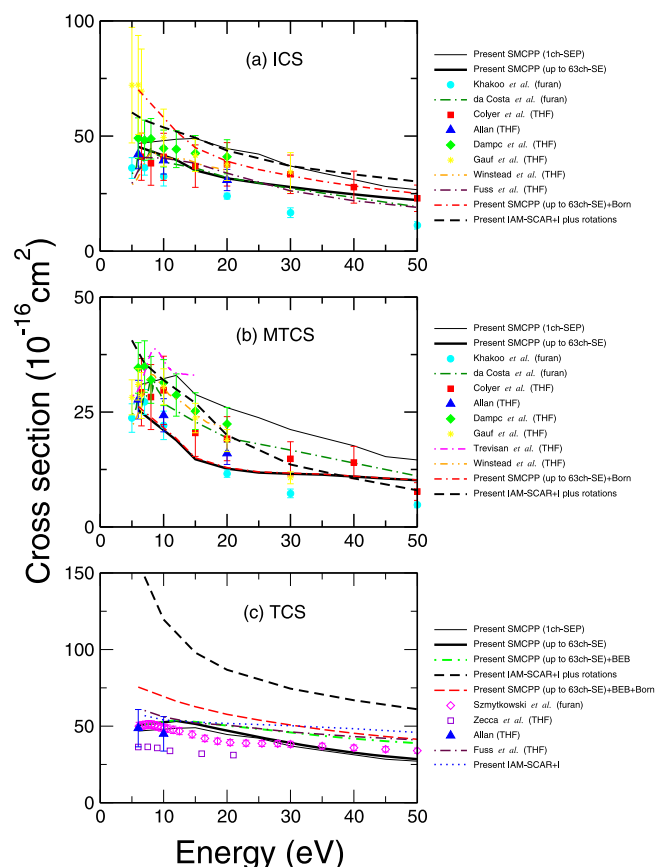 Cross section (10⁻¹⁶cm²)
100
50
0
(a) ICS
0 5 10 15 20 30 40 50
Present SMCPP (1ch-SEP)
Present SMCPP (up to 63ch-SE)
Khakoo et al. (furan)
da Costa et al. (furan)
Colyer et al. (THF)
Allan (THF)
Dampc et al. (THF)
Gauf et al. (THF)
Winstead et al. (THF)
Fuss et al. (THF)
Present SMCPP (up to 63ch-SE)+Born
Present IAM-SCAR+I plus rotations
50
25
0
(b) MTCS
0 5 10 15 20 30 40 50
Present SMCPP (1ch-SEP)
Present SMCPP (up to 63ch-SE)
Khakoo et al. (furan)
da Costa et al. (furan)
Colyer et al. (THF)
Allan (THF)
Dampc et al. (THF)
Gauf et al. (THF)
Trevisan et al. (THF)
Winstead et al. (THF)
Present SMCPP (up to 63ch-SE)+Born
Present IAM-SCAR+I plus rotations
150
100
50
0
(c) TCS
0 5 10 15 20 30 40 50
Present SMCPP (1ch-SEP)
Present SMCPP (up to 63ch-SE)
Present SMCPP (up to 63ch-SE)+BEB
Present IAM-SCAR+I plus rotations
Present SMCPP (up to 63ch-SE)+BEB+Born
Szmytkowski et al. (furan)
Zecca et al. (THF)
Allan (THF)
Fuss et al. (THF)
Present IAM-SCAR+I
Energy (eV)